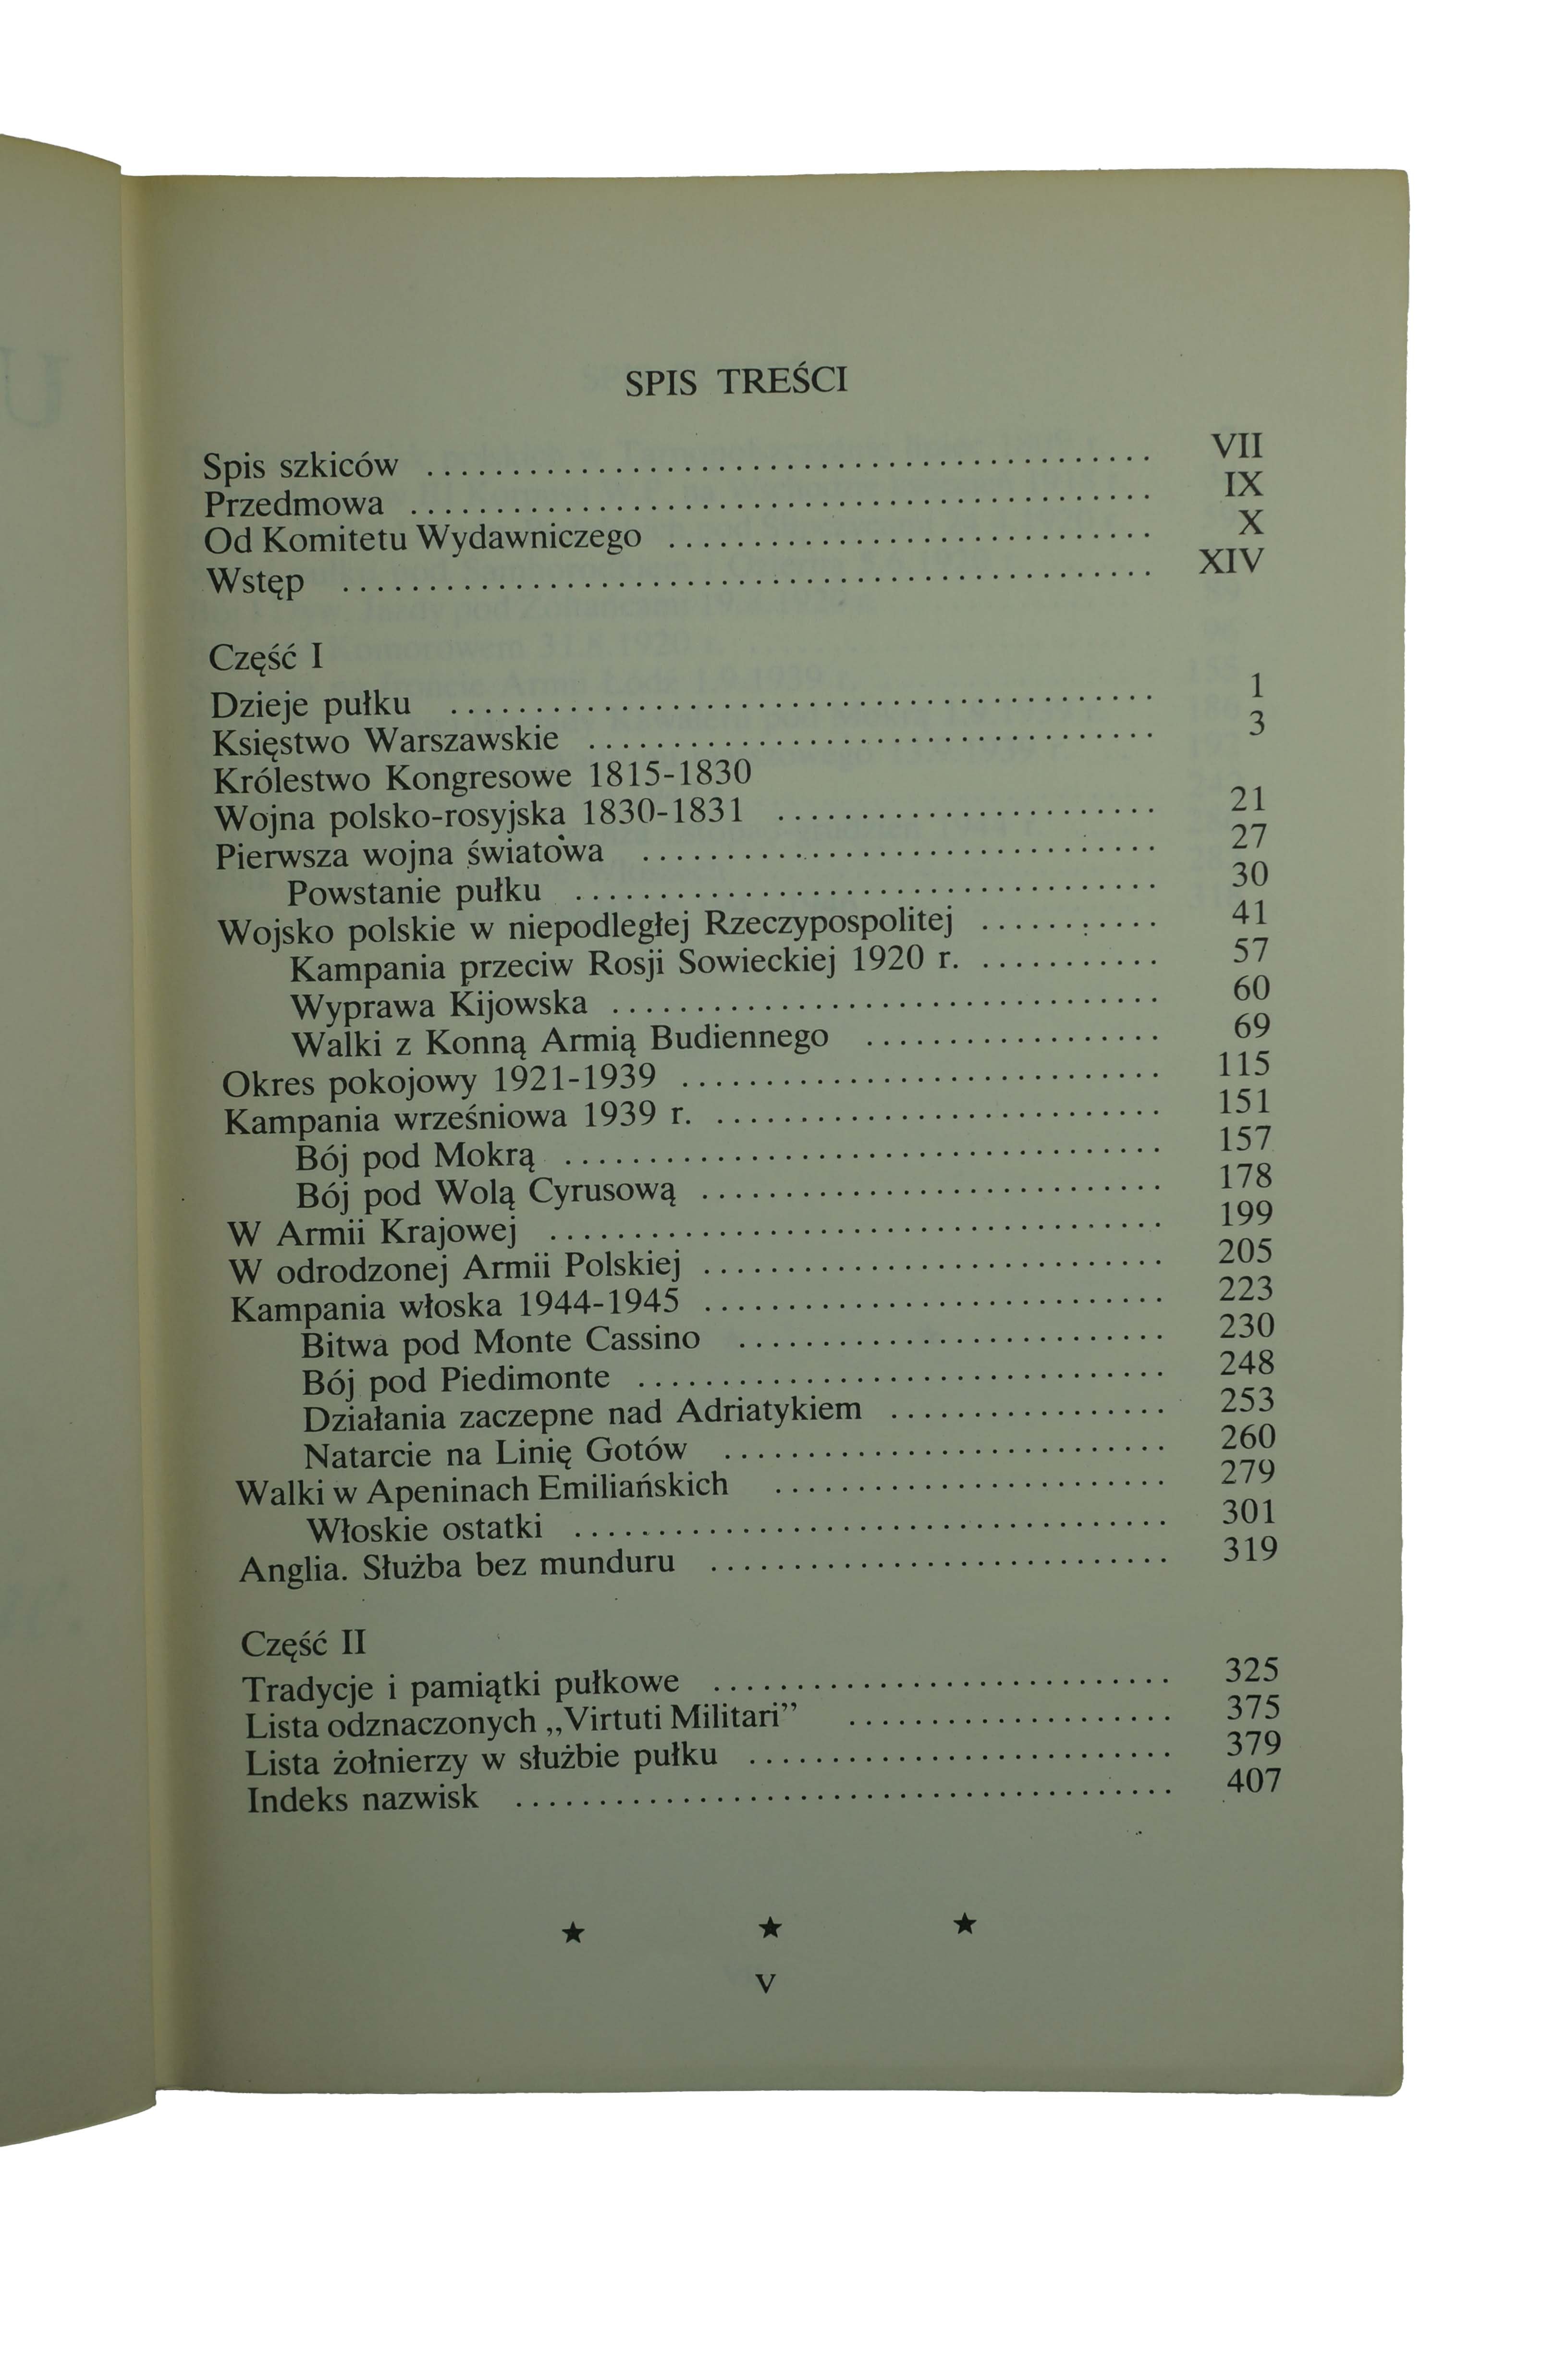 SPIS TREŚCI
Spis szkiców ........................................ VII
Przedmowa ........................................ IX
Od Komitetu Wydawniczego ............................. X
Wstęp ........................................ XIV
Część I
Dzieje pułku ........................................ 1
Księstwo Warszawskie .................................. 3
Królestwo Kongresowe 1815-1830
Wojna polsko-rosyjska 1830-1831 ....................... 21
Pierwsza wojna światowa ............................... 27
Powstanie pułku ................................... 30
Wojsko polskie w niepodległej Rzeczypospolitej ........... 41
Kampania przeciw Rosji Sowieckiej 1920 r. ............ 57
Wyprawa Kijowska ................................. 60
Walki z Konną Armią Budiennego .................. 69
Okres pokojowy 1921-1939 ............................. 115
Kampania wrześniowa 1939 r. ........................... 151
Bój pod Mokrą .................................... 157
Bój pod Wolą Cyrusową ............................ 178
W Armii Krajowej ..................................... 199
W odrodzonej Armii Polskiej ............................ 205
Kampania włoska 1944-1945 ............................ 223
Bitwa pod Monte Cassino .......................... 230
Bój pod Piedimonte ................................ 248
Działania zaczepne nad Adriatykiem ................. 253
Natarcie na Linię Gotów ........................... 260
Walki w Apeninach Emiliańskich ........................ 279
Włoskie ostatki .................................... 301
Anglia. Służba bez munduru ............................ 319
Część II
Tradycje i pamiątki pułkowe ............................ 325
Lista odznaczonych „Virtuti Militari” .................... 375
Lista żołnierzy w służbie pułku .......................... 379
Indeks nazwisk ........................................ 407
★ ★ ★
V